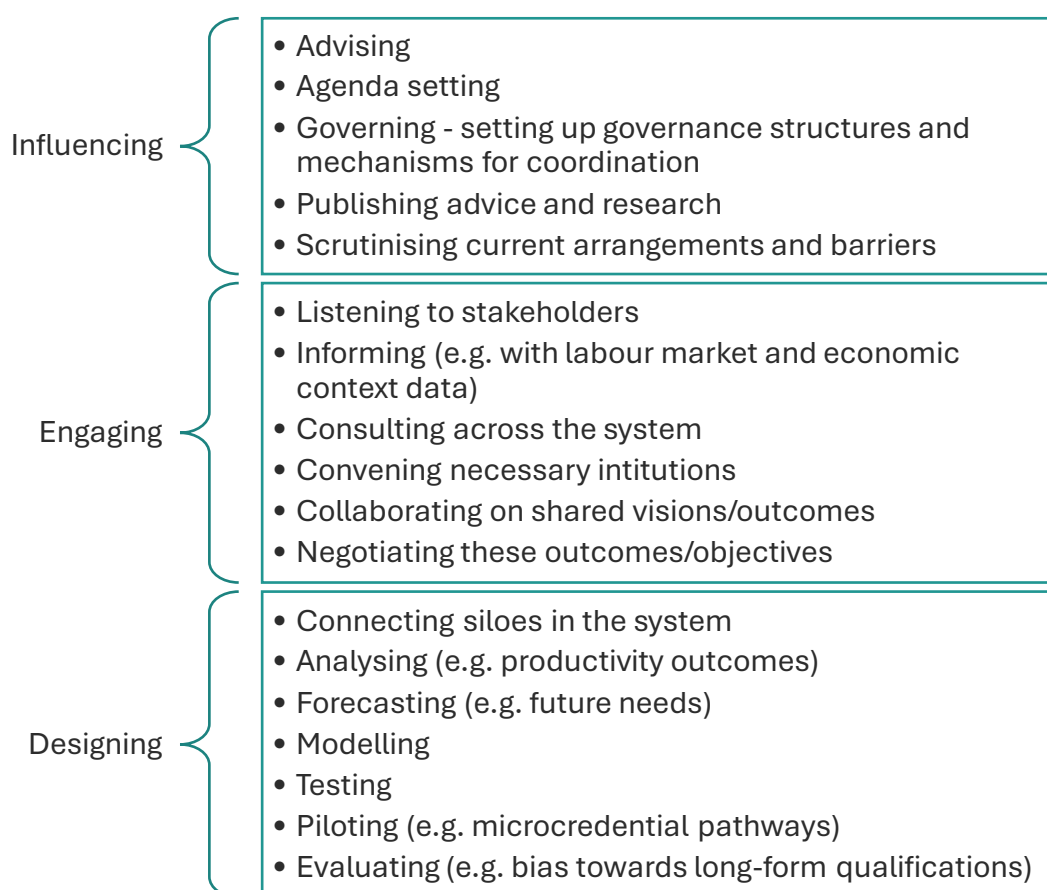 Influencing
• Advising
• Agenda setting
• Governing - setting up governance structures and
mechanisms for coordination
• Publishing advice and research
• Scrutinising current arrangements and barriers
Engaging
• Listening to stakeholders
• Informing (e.g. with labour market and economic
context data)
• Consulting across the system
• Convening necessary intitutions
• Collaborating on shared visions/outcomes
• Negotiating these outcomes/objectives
Designing
• Connecting siloes in the system
• Analysing (e.g. productivity outcomes)
• Forecasting (e.g. future needs)
• Modelling
• Testing
• Piloting (e.g. microcredential pathways)
• Evaluating (e.g. bias towards long-form qualifications)